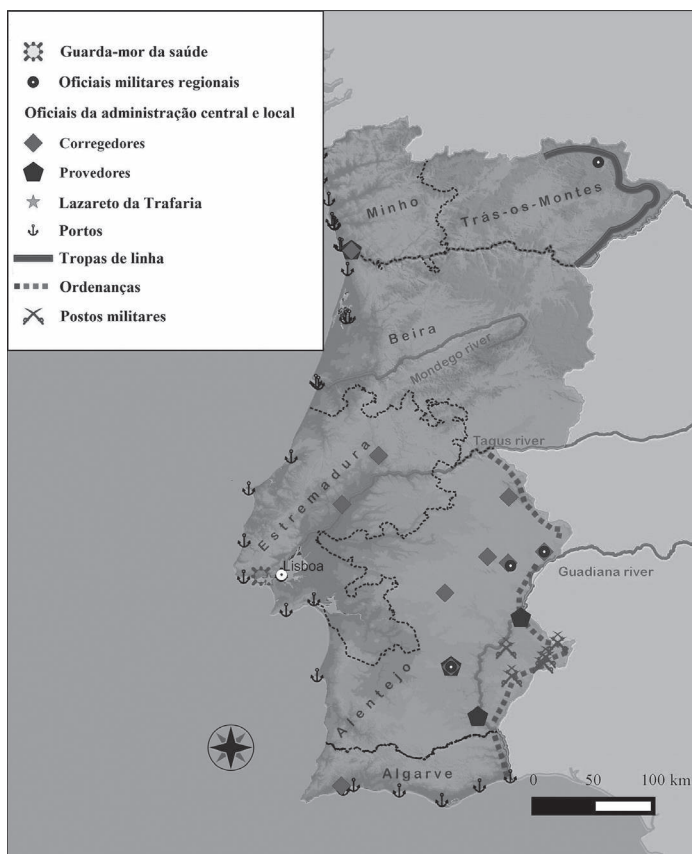 Guarda-mor da saúde
Oficiais militares regionais
Oficiais da administração central e local
Corregedores
Provedores
Lazareto da Trafaria
Portos
Tropas de linha
Ordenanças
Postos militares
Minho
Trás-os-Montes
Beira
Mondego river
Tagus river
Estremadura
Lisboa
Guadiana river
Alentejo
Algarve
0 50 100 km